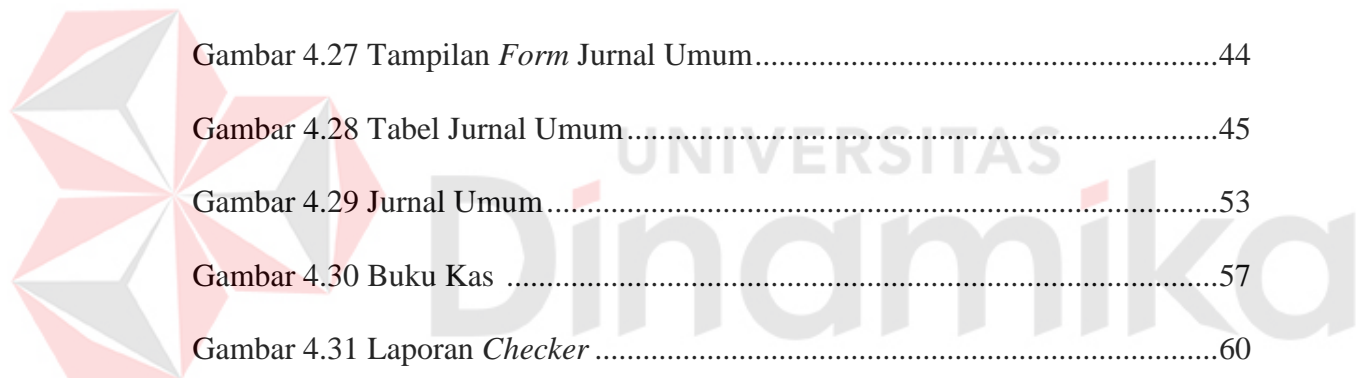 Gambar 4.27 Tampilan Form Jurnal Umum..........................................................44
Gambar 4.28 Tabel Jurnal Umum..........................................................................45
UNIVERSITAS
Gambar 4.29 Jurnal Umum....................................................................................53
Dinamika
Gambar 4.30 Buku Kas .........................................................................................57
Gambar 4.31 Laporan Checker ..............................................................................60